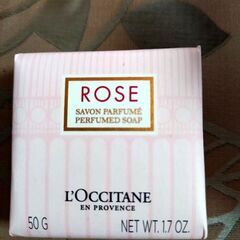 ROSE
SAVON PARFUMÉ
PERFUMED SOAP
L'OCCITANE
EN PROVENCE
50 G NET WT. 1.7 OZ.